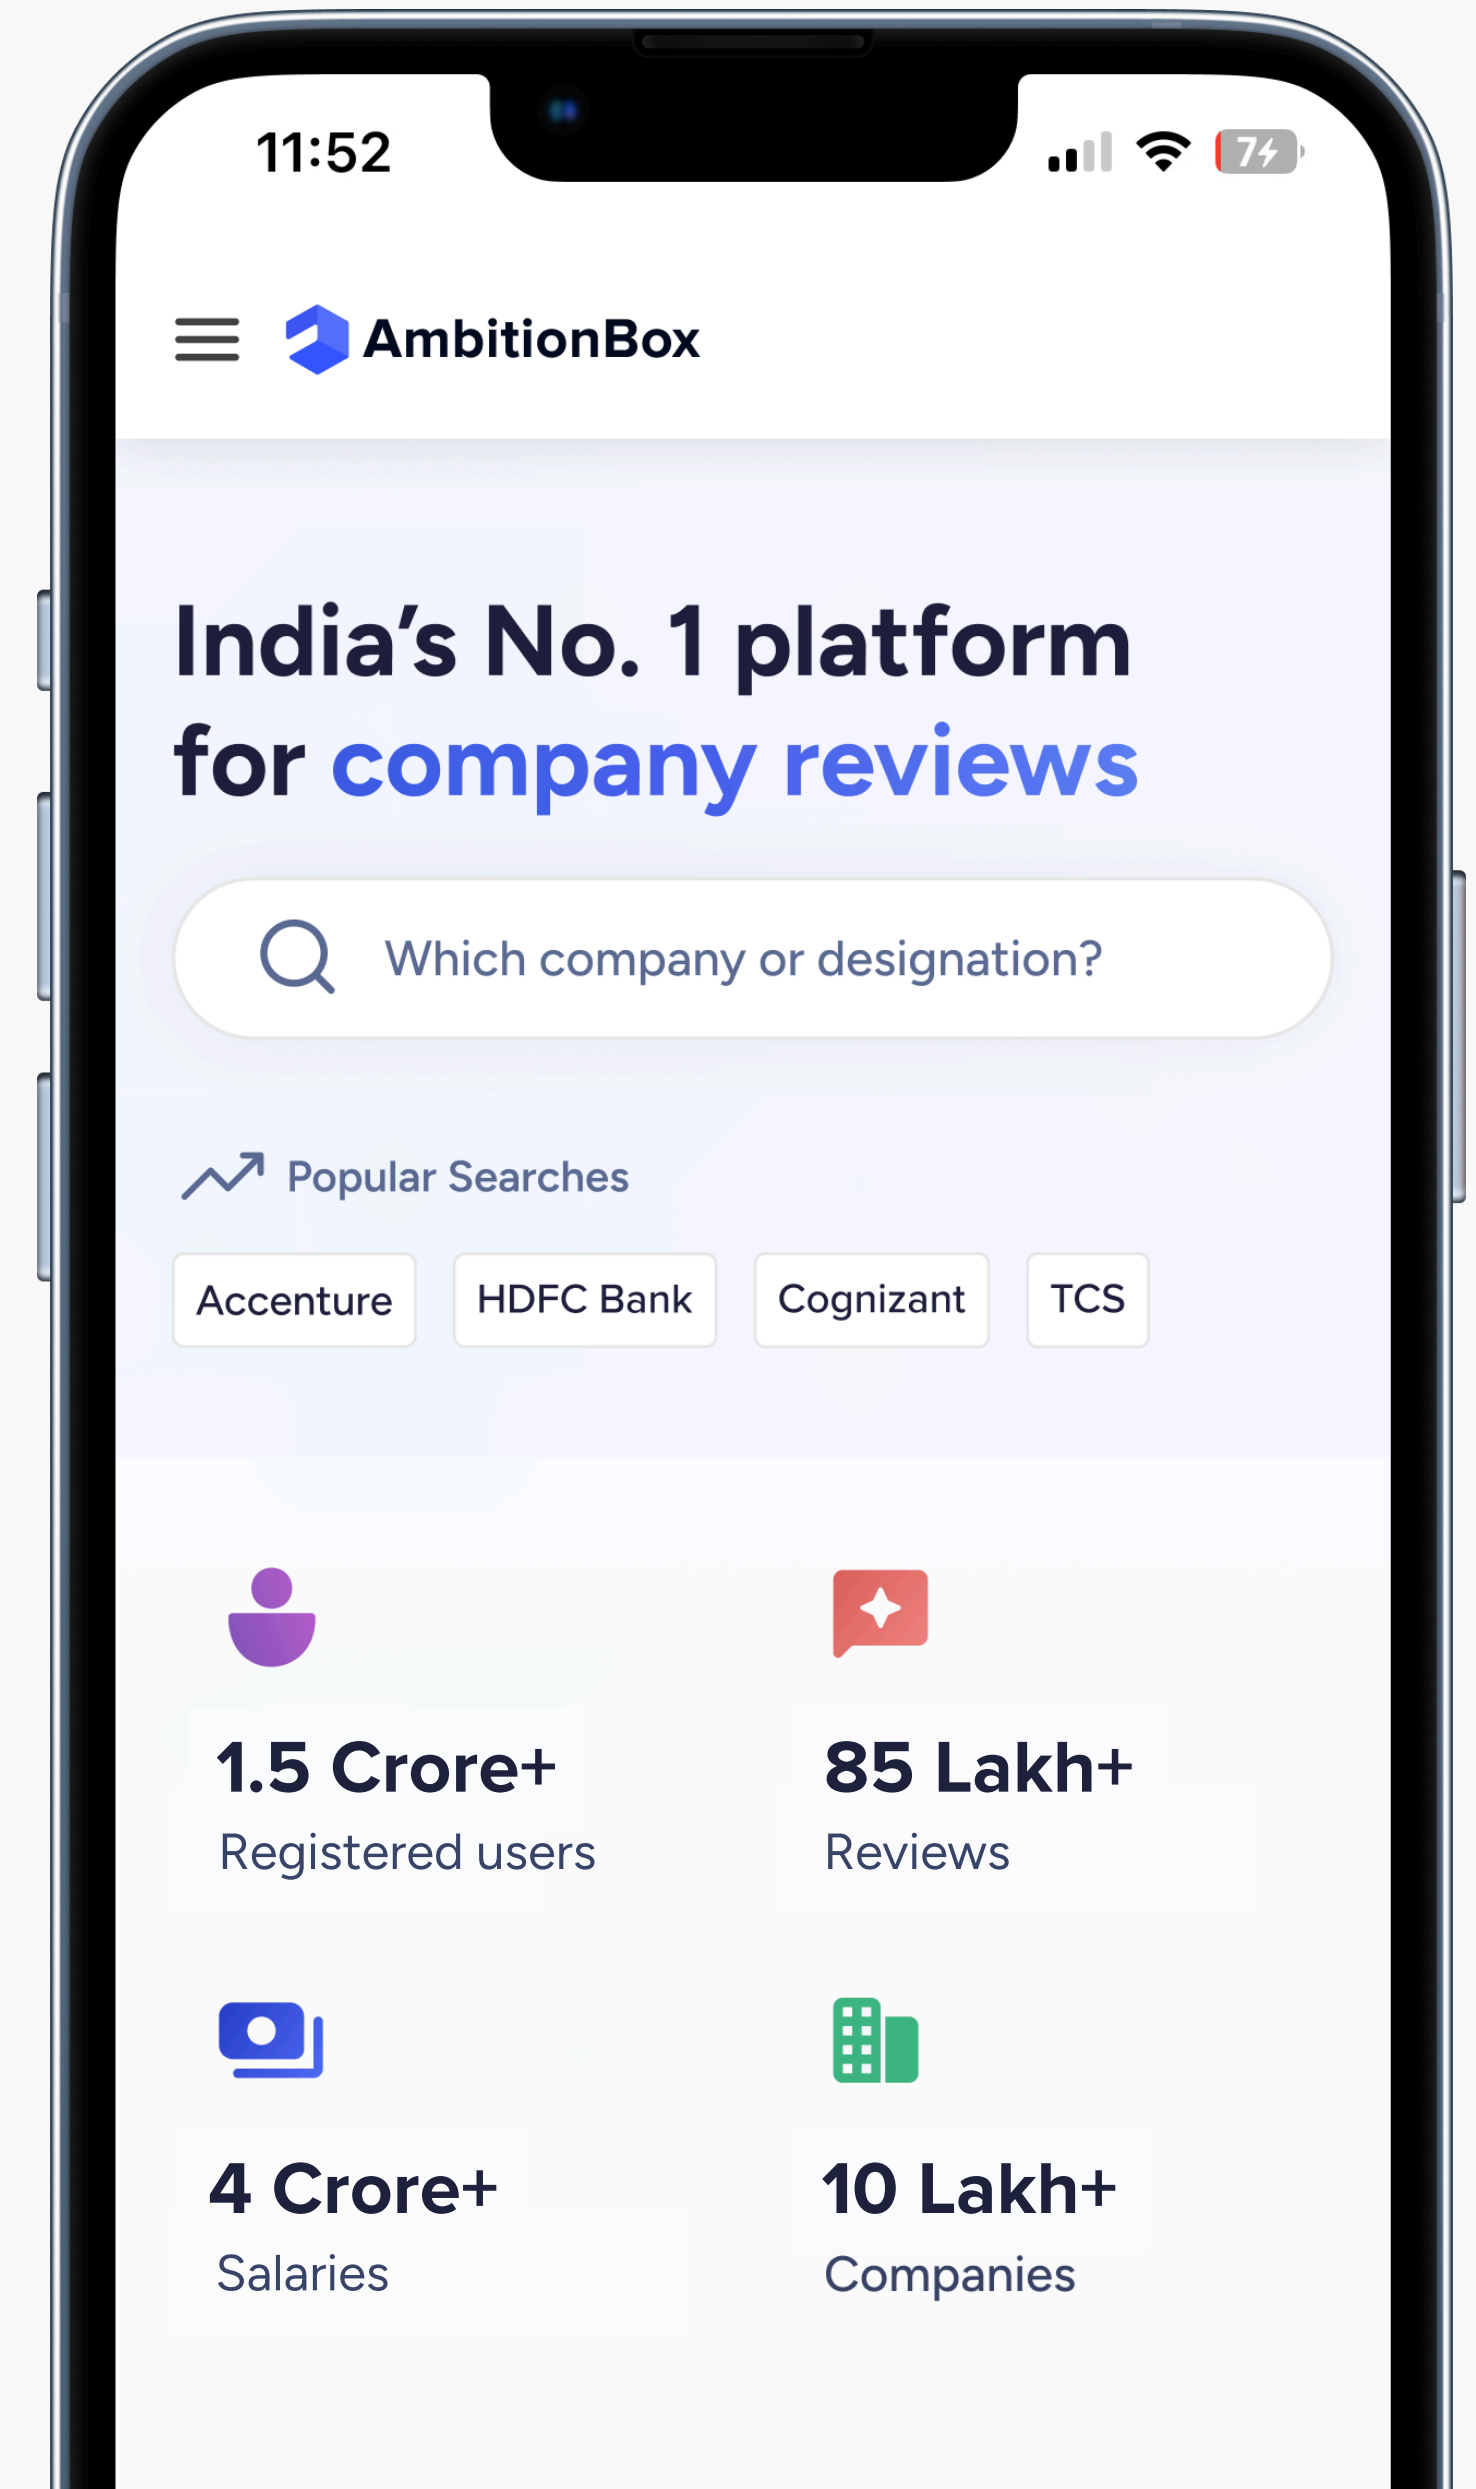 11:52
7
AmbitionBox
India’s No. 1 platform
for company reviews
Which company or designation?
Popular Searches
Accenture HDFC Bank Cognizant TCS
1.5 Crore+ 85 Lakh+
Registered users Reviews
4 Crore+ 10 Lakh+
Salaries Companies